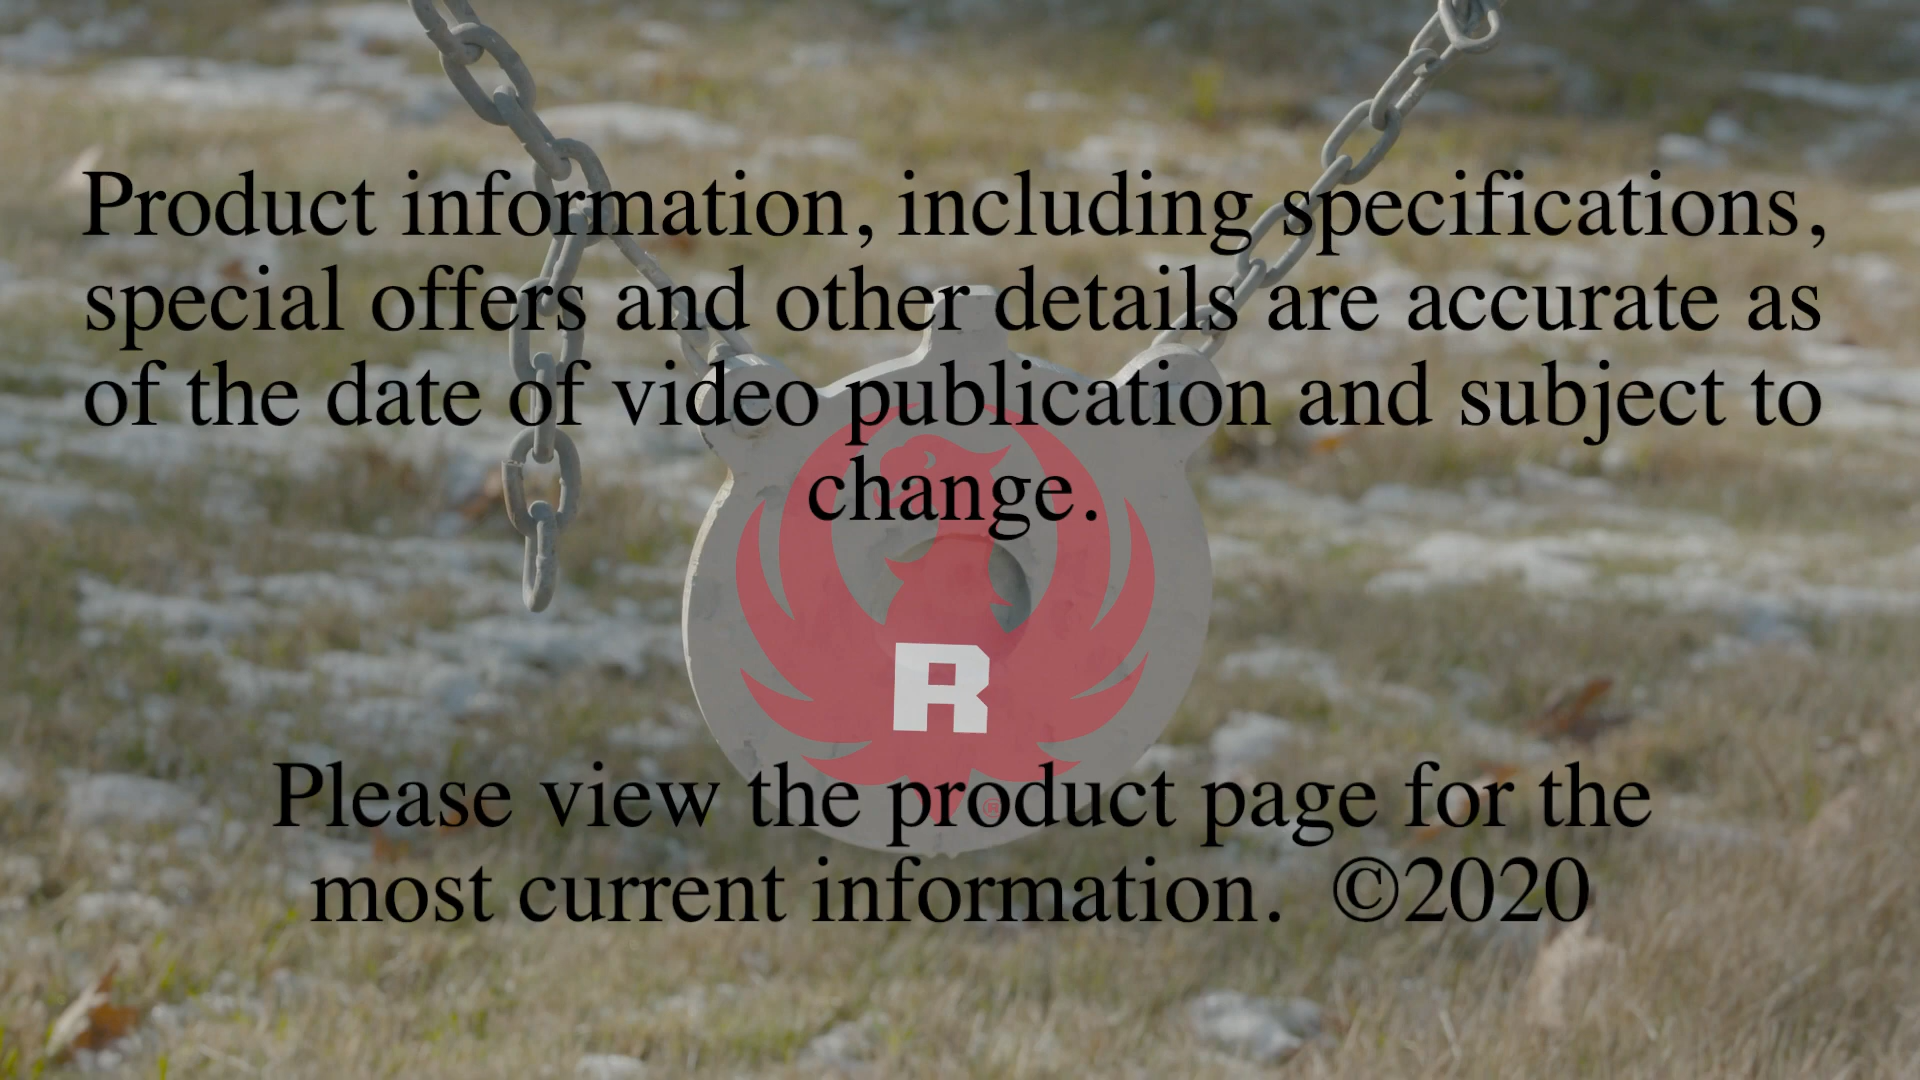 Product information, including specifications,
special offers and other details are accurate as
of the date of video publication and subject to
change.
R
®
Please view the product page for the
most current information. ©2020